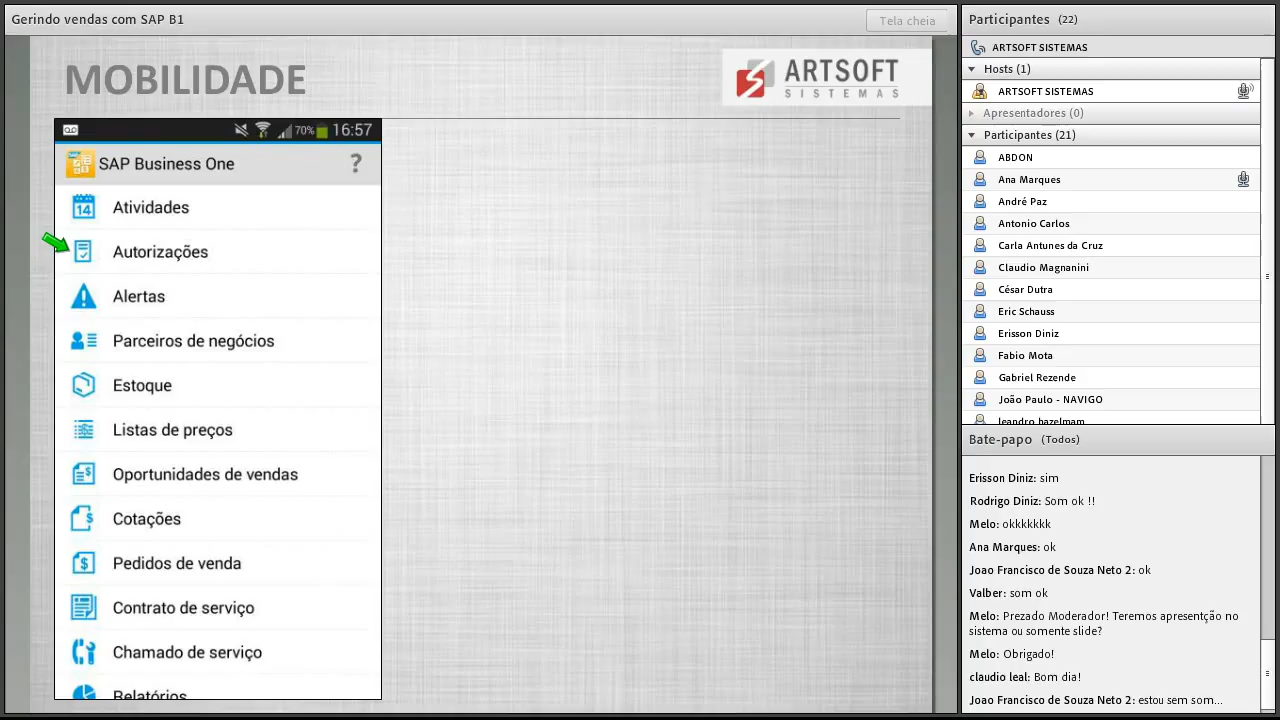 Gerindo vendas com SAP B1
Tela cheia
MOBILIDADE
ARTSOFT
SISTEMAS
70% 16:57
SAP Business One ?
14 Atividades
Autorizações
Alertas
Parceiros de negócios
Estoque
Listas de preços
Oportunidades de vendas
Cotações
Pedidos de venda
Contrato de serviço
Chamado de serviço
Relatórios
Participantes (22)
ARTSOFT SISTEMAS
Hosts (1)
ARTSOFT SISTEMAS
Apresentadores (0)
Participantes (21)
ABDON
Ana Marques
André Paz
Antonio Carlos
Carla Antunes da Cruz
Claudio Magnanini
César Dutra
Eric Schauss
Erisson Diniz
Fabio Mota
Gabriel Rezende
João Paulo - NAVIGO
leandro hazelmam
Bate-papo (Todos)
Erisson Diniz: sim
Rodrigo Diniz: Som ok !!
Melo: okkkkkkk
Ana Marques: ok
Joao Francisco de Souza Neto 2: ok
Valber: som ok
Melo: Prezado Moderador! Teremos apresentção no
sistema ou somente slide?
Melo: Obrigado!
claudio leal: Bom dia!
Joao Francisco de Souza Neto 2: estou sem som...